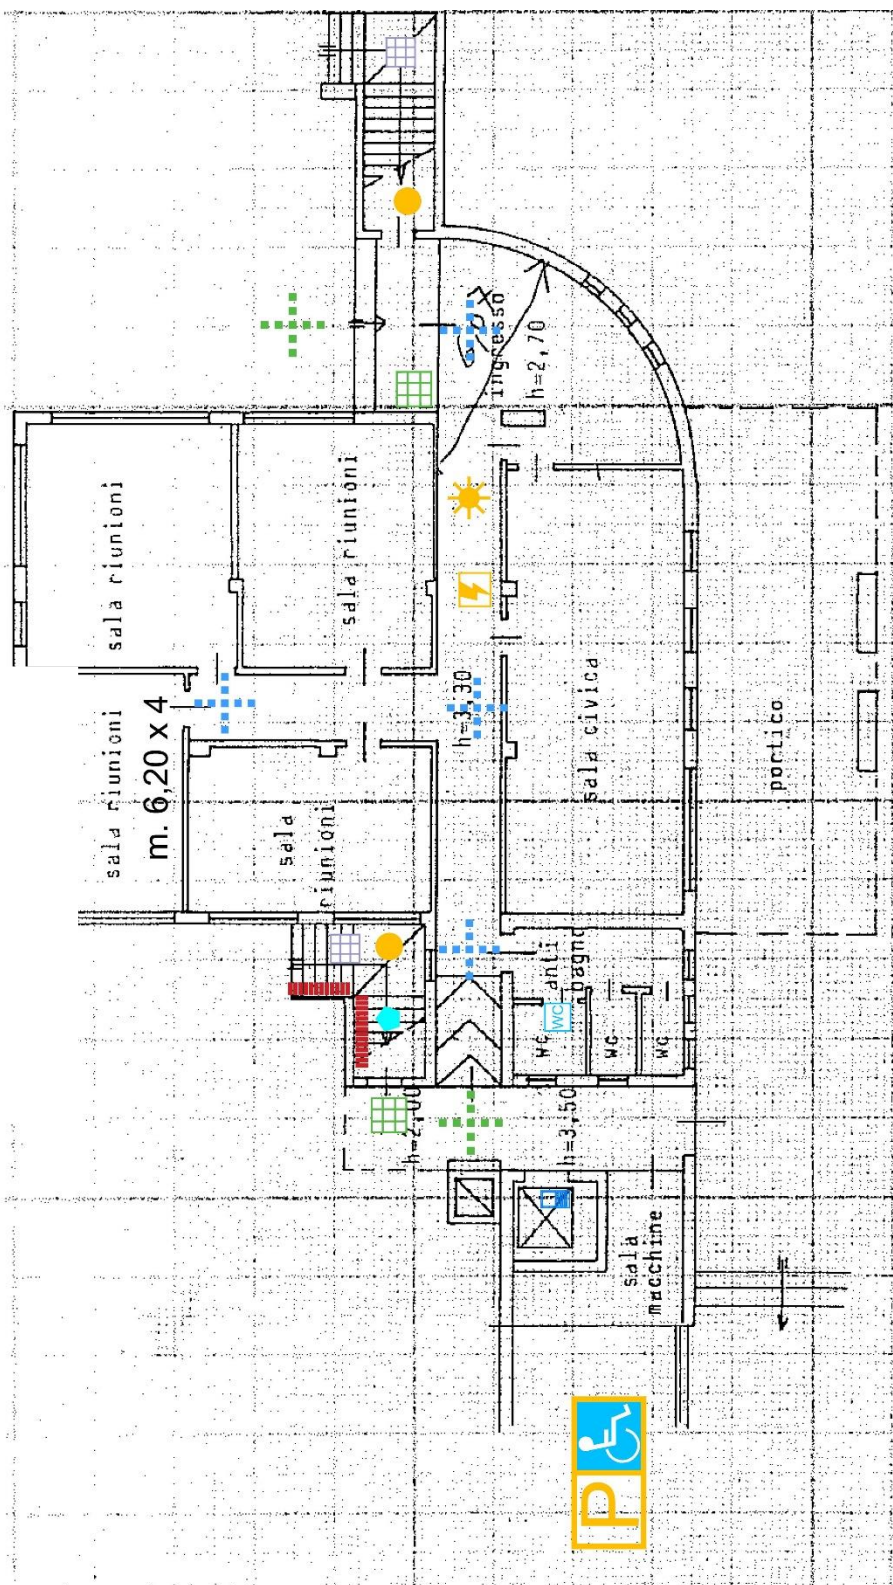 ingresso
h=2,70
sala riunioni
sala riunioni
h=3,30
sala riunioni
m. 6,20 x 4
sala
riunioni
sala civica
portico
anti
bagno
WC
WC
WC
WC
h=2,00
h=3,50
sala
macchine
P